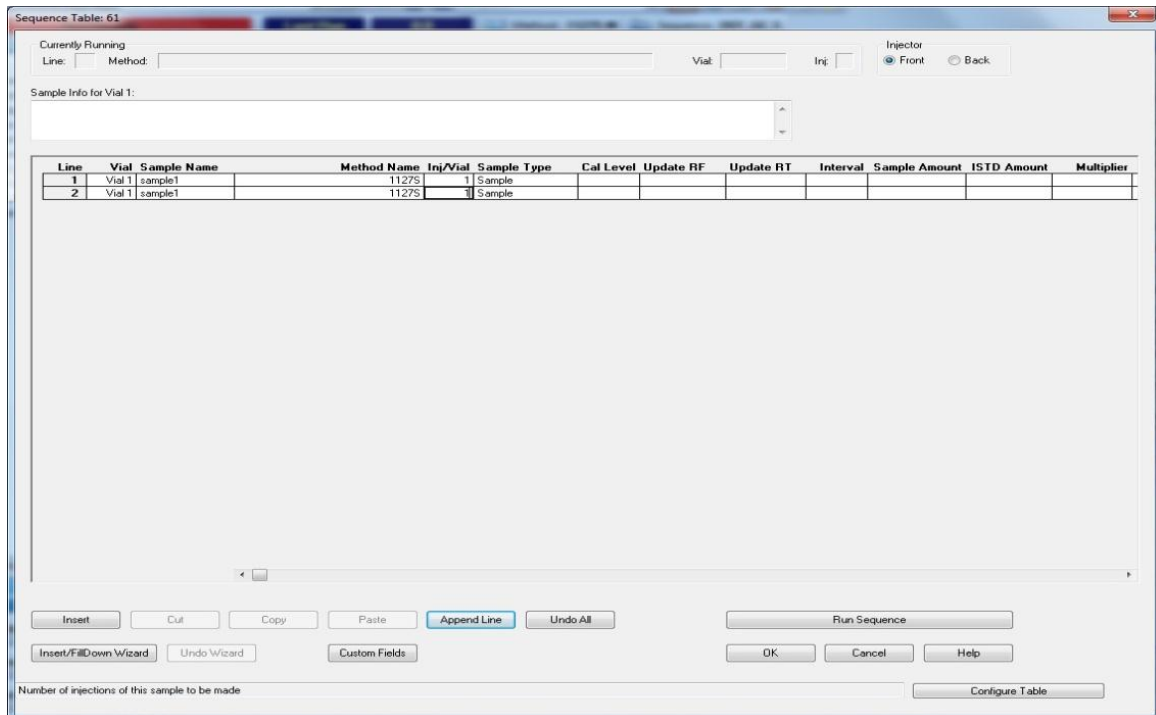 Sequence Table: 61
Currently Running
Line: Method: Vial: Inj:
Injector
Front Back
Sample Info for Vial 1:
Line Vial Sample Name Method Name Inj/Vial Sample Type Cal Level Update RF Update RT Interval Sample Amount ISTD Amount Multiplier
1 Vial 1 sample1 1127S 1 Sample
2 Vial 1 sample1 1127S 1 Sample
Insert Cut Copy Paste Append Line Undo All Run Sequence
Insert/FillDown Wizard Undo Wizard Custom Fields OK Cancel Help
Number of injections of this sample to be made Configure Table